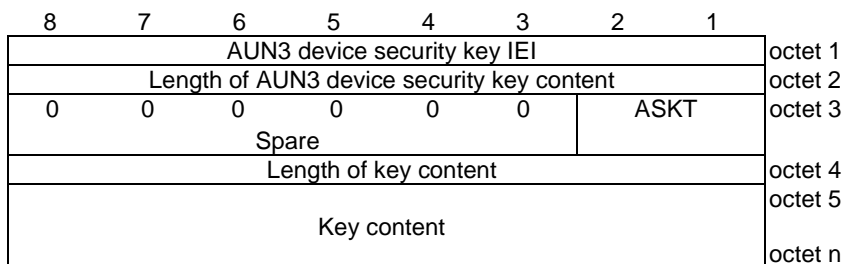 8 7 6 5 4 3 2 1
AUN3 device security key IEI octet 1
Length of AUN3 device security key content octet 2
0 0 0 0 0 0 ASKT octet 3
Spare
Length of key content octet 4
octet 5
Key content
octet n